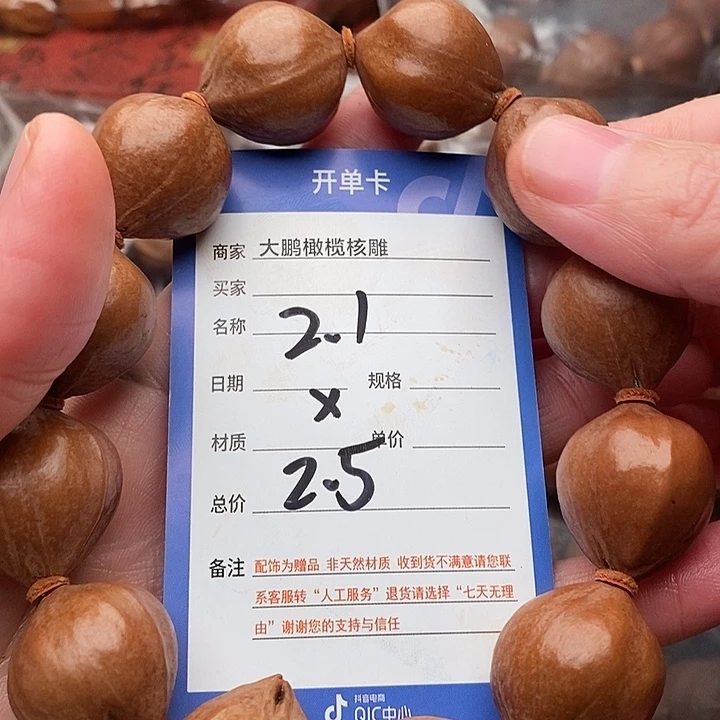 开单卡
商家 大鹏橄榄核雕
买家
名称
2.1
日期 规格
x
材质 单价
2.5
总价
备注 配饰为赠品 非天然材质 收到货不满意请您联
系客服转“人工服务”退货请选择“七天无理
由”谢谢您的支持与信任
抖音电商
QIC中心